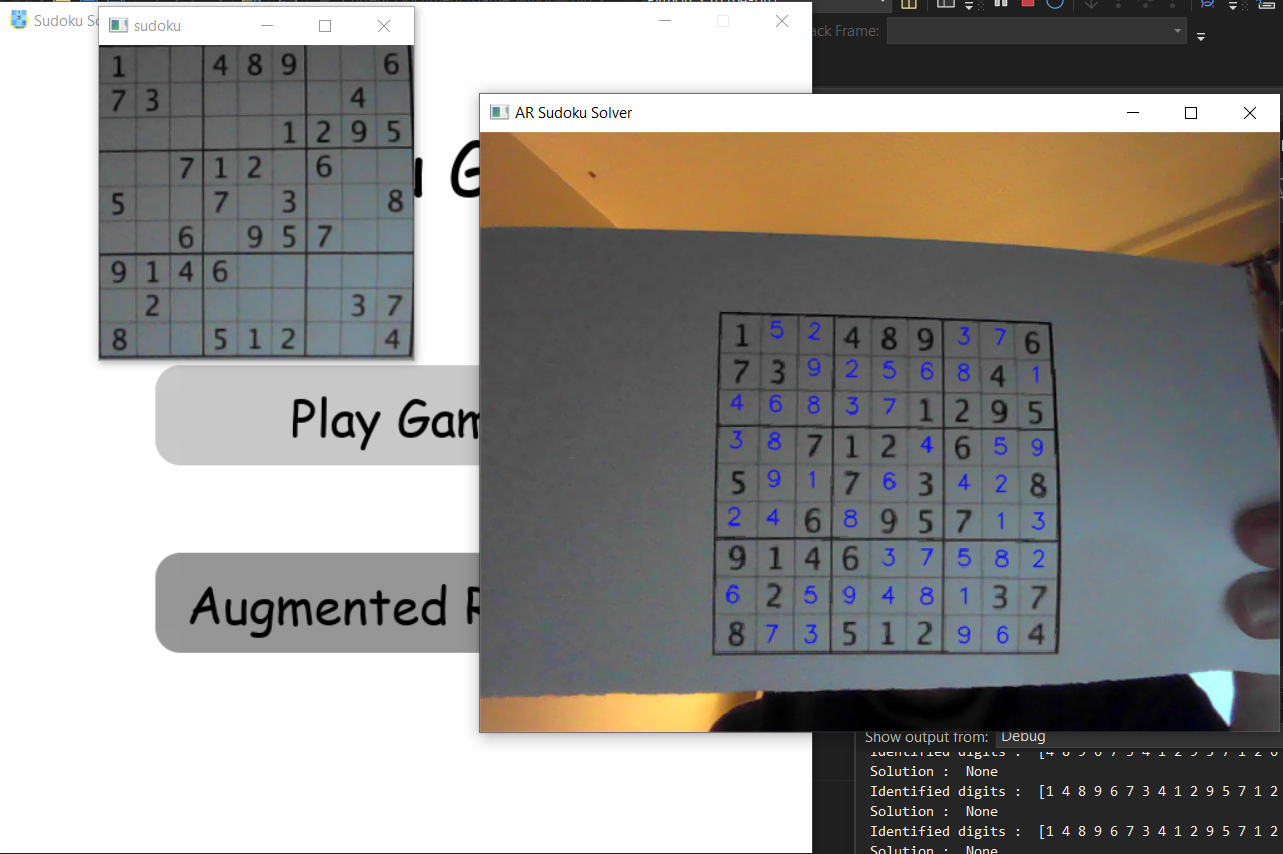 Sudoku
sudoku
1 4 8 9 6
7 3 4
1 2 9 5
7 1 2 6
5 7 3 8
6 9 5 7
9 1 4 6
2 3 7
8 5 1 2 4
G
Play Gam
Augmented
Frame:
AR Sudoku Solver
1 5 2 4 8 9 3 7 6
7 3 9 2 5 6 8 4 1
4 6 8 3 7 1 2 9 5
3 8 7 1 2 4 6 5 9
5 9 1 7 6 3 4 2 8
2 4 6 8 9 5 7 1 3
9 1 4 6 3 7 5 8 2
6 2 5 9 4 8 1 3 7
8 7 3 5 1 2 9 6 4
Show output from: Debug
Identified digits : [4 8 9 6 7 3 4 1 2 9 5 7 1 2 6
Solution : None
Identified digits : [1 4 8 9 6 7 3 4 1 2 9 5 7 1 2
Solution : None
Identified digits : [1 4 8 9 6 7 3 4 1 2 9 5 7 1 2
Solution : None